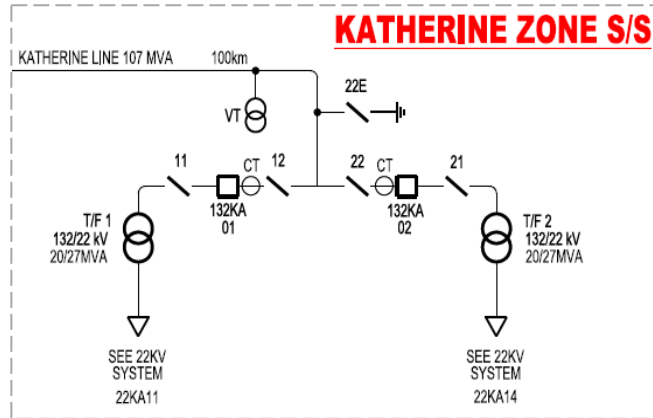 KATHERINE ZONE S/S
KATHERINE LINE 107 MVA
100km
22E
VT
11
CT
12
22
CT
21
132KA
01
132KA
02
T/F 1
132/22 kV
20/27MVA
T/F 2
132/22 kV
20/27MVA
SEE 22KV
SYSTEM
22KA11
SEE 22KV
SYSTEM
22KA14